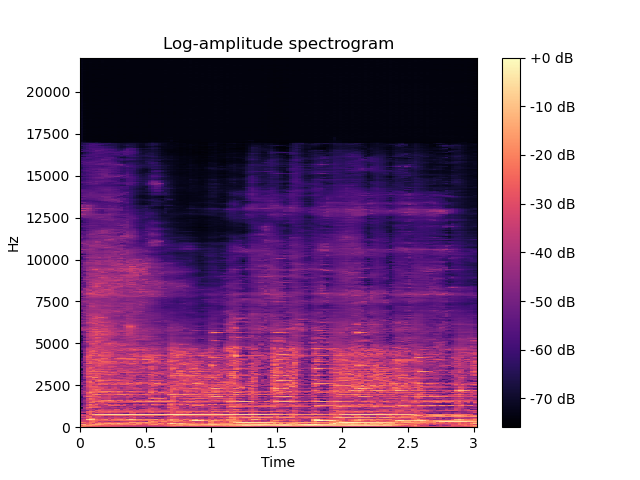 Log-amplitude spectrogram
Hz
20000
17500
15000
12500
10000
7500
5000
2500
0
0
0.5
1
1.5
2
2.5
3
Time
+0 dB
-10 dB
-20 dB
-30 dB
-40 dB
-50 dB
-60 dB
-70 dB